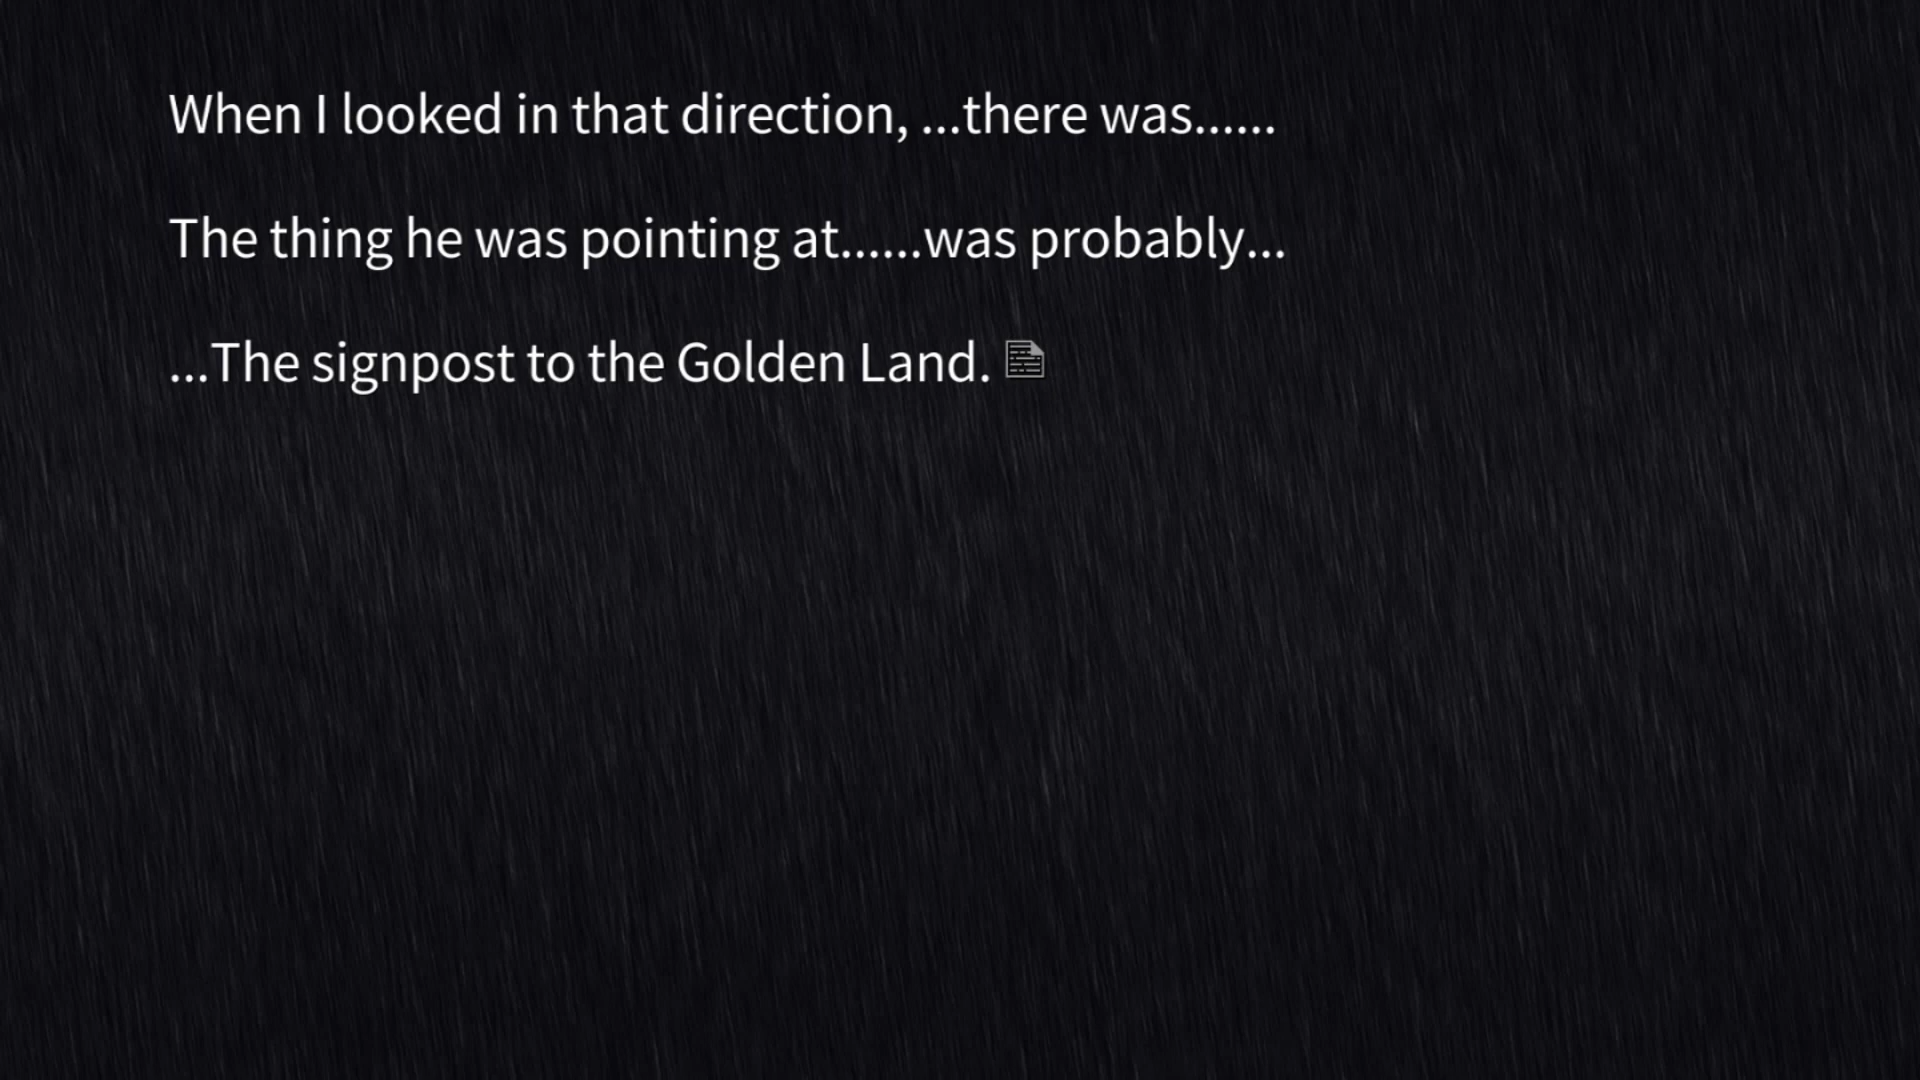 When I looked in that direction, ...there was......
The thing he was pointing at......was probably...
...The signpost to the Golden Land.